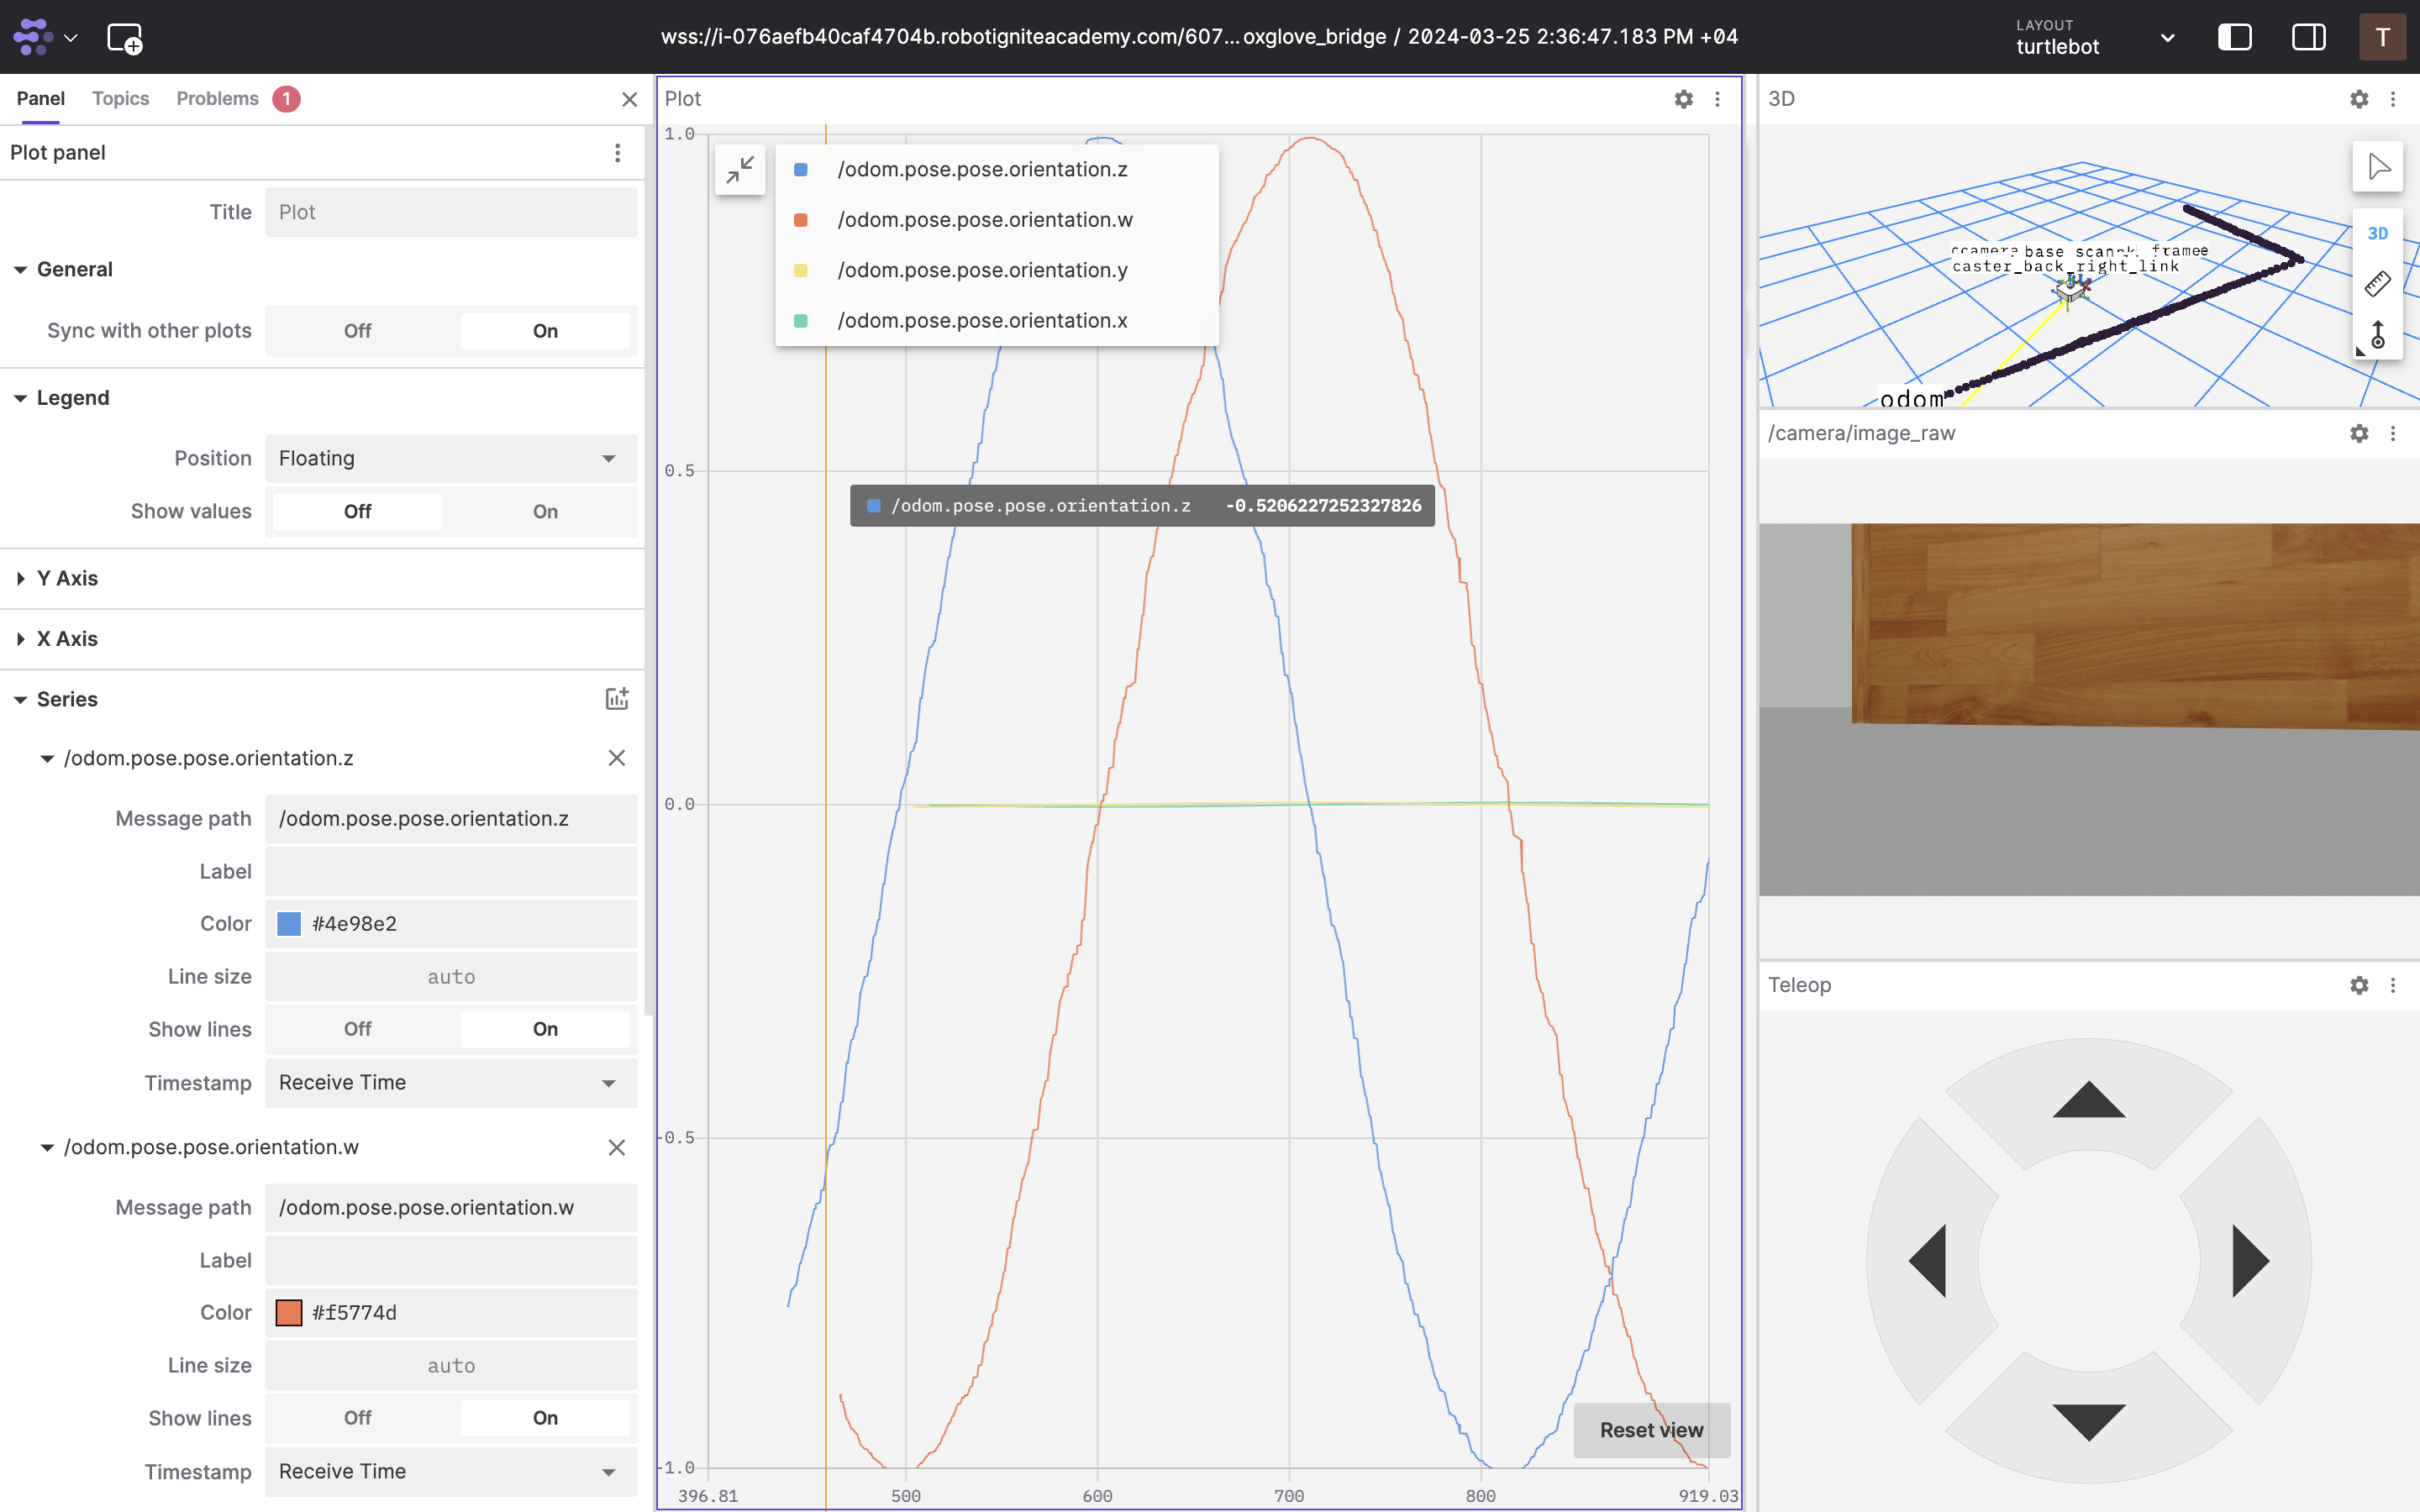 wss://i-076aefb40caf4704b.robotigniteacademy.com/607...oxglove_bridge / 2024-03-25 2:36:47.183 PM +04
LAYOUT
turtlebot
T
Panel
Topics
Problems
1
Plot panel
Title
Plot
General
Sync with other plots
Off
On
Legend
Position
Floating
Show values
Off
On
Y Axis
X Axis
Series
/odom.pose.pose.orientation.z
Message path
/odom.pose.pose.orientation.z
Label
Color
#4e98e2
Line size
auto
Show lines
Off
On
Timestamp
Receive Time
/odom.pose.pose.orientation.w
Message path
/odom.pose.pose.orientation.w
Label
Color
#f5774d
Line size
auto
Show lines
Off
On
Timestamp
Receive Time
Plot
/odom.pose.pose.orientation.z
/odom.pose.pose.orientation.w
/odom.pose.pose.orientation.y
/odom.pose.pose.orientation.x
/odom.pose.pose.orientation.z -0.5206227252327826
1.0
0.5
0.0
-0.5
-1.0
396.81
500
600
700
800
919.03
Reset view
3D
3D
base_scan
frame
caster_back_right_link
odom
/camera/image_raw
Teleop